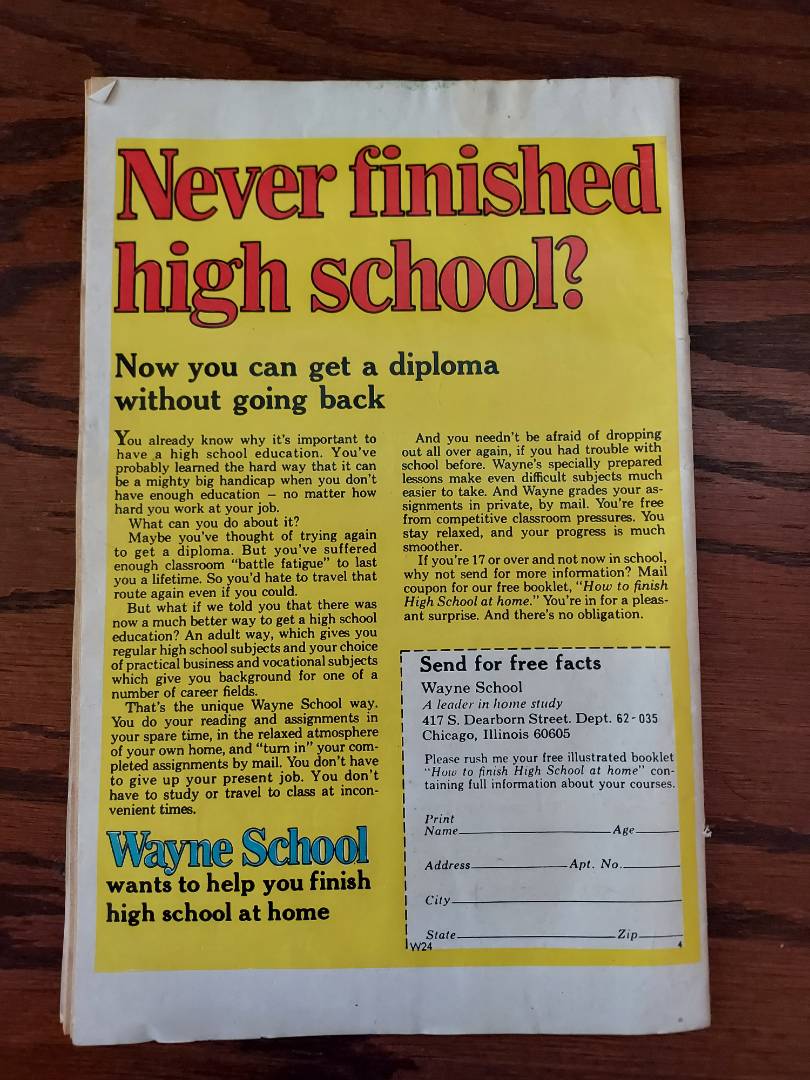 Never finished
high school?
Now you can get a diploma
without going back
You already know why it's important to
have a high school education. You've
probably learned the hard way that it can
be a mighty big handicap when you don't
have enough education — no matter how
hard you work at your job.
What can you do about it?
Maybe you've thought of trying again
to get a diploma. But you've suffered
enough classroom "battle fatigue" to last
you a lifetime. So you'd hate to travel that
route again even if you could.
But what if we told you that there was
now a much better way to get a high school
education? An adult way, which gives you
regular high school subjects and your choice
of practical business and vocational subjects
which give you background for one of a
number of career fields.
That's the unique Wayne School way.
You do your reading and assignments in
your spare time, in the relaxed atmosphere
of your own home, and "turn in" your com-
pleted assignments by mail. You don't have
to give up your present job. You don't
have to study or travel to class at incon-
venient times.
Wayne School
wants to help you finish
high school at home
And you needn't be afraid of dropping
out all over again, if you had trouble with
school before. Wayne's specially prepared
lessons make even difficult subjects much
easier to take. And Wayne grades your as-
signments in private, by mail. You're free
from competitive classroom pressures. You
stay relaxed, and your progress is much
smoother.
If you're 17 or over and not now in school,
why not send for more information? Mail
coupon for our free booklet, "How to finish
High School at home." You're in for a pleas-
ant surprise. And there's no obligation.
Send for free facts
Wayne School
A leader in home study
417 S. Dearborn Street. Dept. 62-035
Chicago, Illinois 60605
Please rush me your free illustrated booklet
"How to finish High School at home" con-
taining full information about your courses.
Print
Name Age
Address Apt. No.
City
State Zip
W24 4